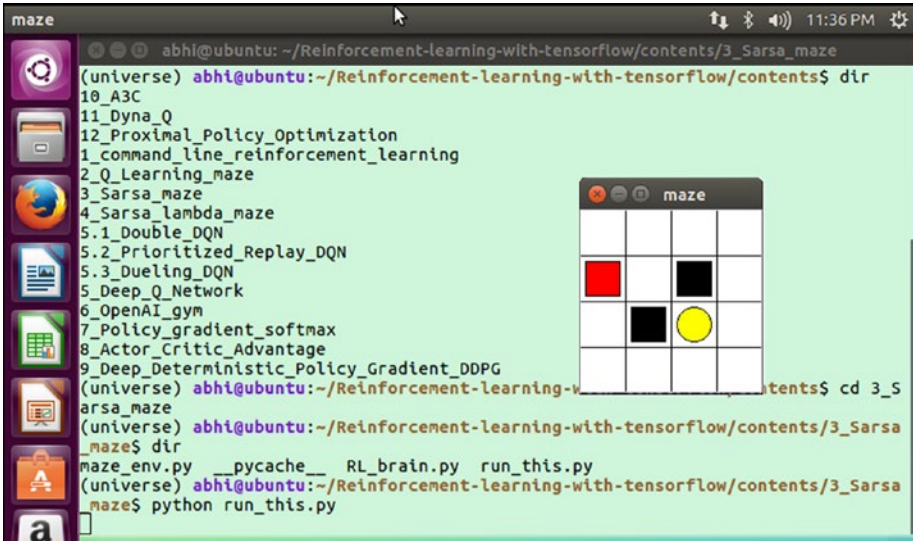 maze
11:36 PM
abhi@ubuntu: ~/Reinforcement-learning-with-tensorflow/contents/3_Sarsa_maze
(universe) abhi@ubuntu:~/Reinforcement-learning-with-tensorflow/contents$ dir
10_A3C
11_Dyna_Q
12_Proximal_Policy_Optimization
1_command_line_reinforcement_learning
2_Q_Learning_maze
3_Sarsa_maze
4_Sarsa_lambda_maze
5.1_Double_DQN
5.2_Prioritized_Replay_DQN
5.3_Dueling_DQN
5_Deep_Q_Network
6_OpenAI_gym
7_Policy_gradient_softmax
8_Actor_Critic_Advantage
9_Deep_Deterministic_Policy_Gradient_DDPG
(universe) abhi@ubuntu:~/Reinforcement-learning-w ntents$ cd 3_S
arsa_maze
(universe) abhi@ubuntu:~/Reinforcement-learning-with-tensorflow/contents/3_Sarsa
_maze$ dir
maze_env.py __pycache__ RL_brain.py run_this.py
(universe) abhi@ubuntu:~/Reinforcement-learning-with-tensorflow/contents/3_Sarsa
_maze$ python run_this.py
maze
a